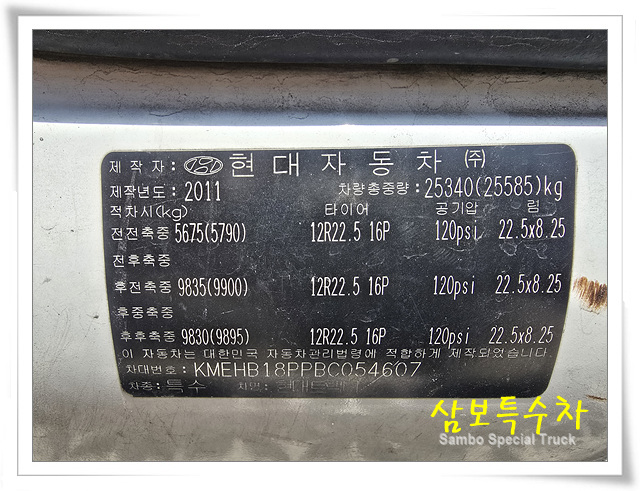 제 작 자 : 현 대 자 동 차 ㈜
제작년도 : 2011 차량총중량 : 25340(25585)kg
적차시(kg) 타이어 공기압 림
전전축중 5675(5790) 12R22.5 16P 120psi 22.5x8.25
전후축중
후전축중 9835(9900) 12R22.5 16P 120psi 22.5x8.25
후중축중
후후축중 9830(9895) 12R22.5 16P 120psi 22.5x8.25
이 자동차는 대한민국 자동차관리법령에 적합하게 제작되었습니다
차대번호 : KMEHB18PPBC054607
차종 : 특수 차명 : 현대트럭
삼보특수차
Sambo Special Truck